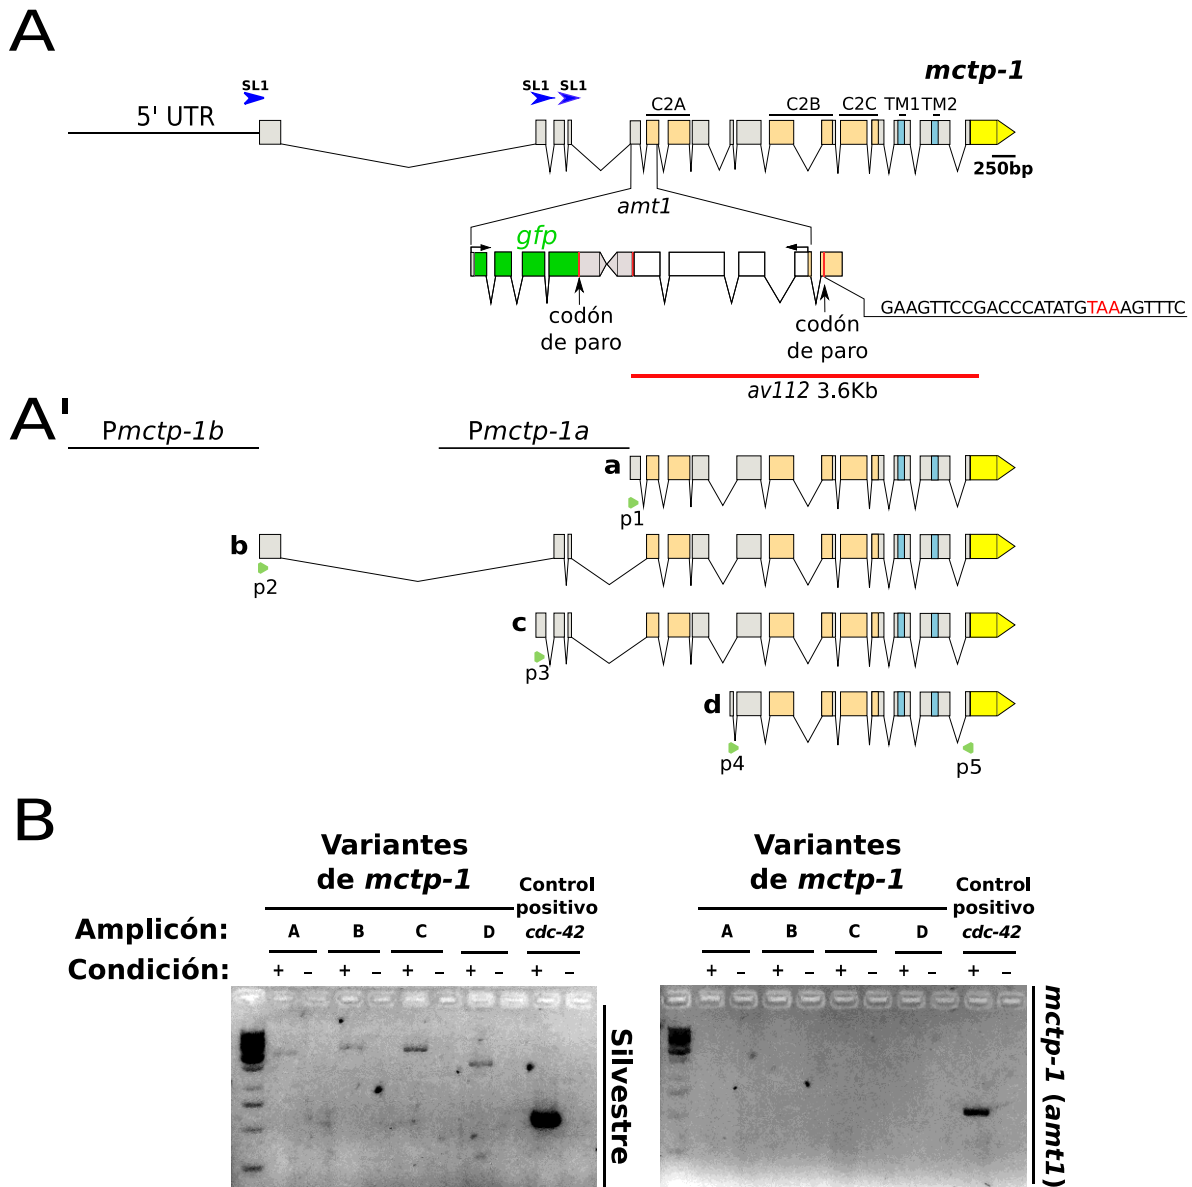 A
mctp-1
SL1
SL1 SL1
C2A
C2B C2C TM1 TM2
5' UTR
250bp
amt1
gfp
codón
de paro
codón
de paro
GAAGTTCCGACCCATATGTAAAGTTTC
av112 3.6Kb
A'
Pmctp-1b
Pmctp-1a
a
p1
b
p2
c
p3
d
p4
p5
B
Variantes
de mctp-1
Control
positivo
cdc-42
Variantes
de mctp-1
Control
positivo
cdc-42
Amplicón: A B C D A B C D
Condición: + – + – + – + – + – + – + – + – + – + –
Silvestre
mctp-1 (amt1)